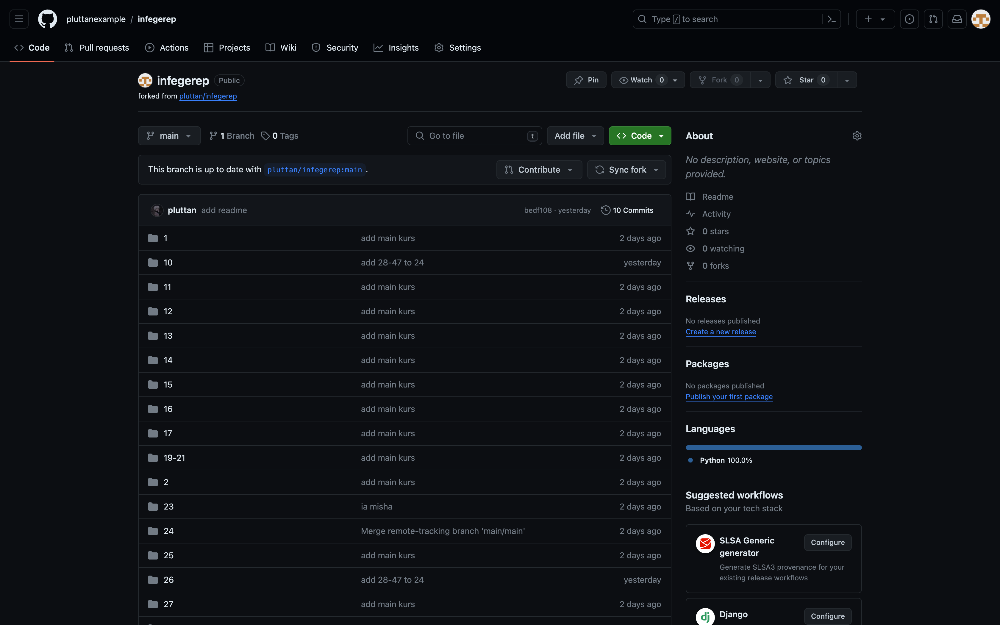 pluttanexample / infegerep
Type / to search
Code
Pull requests
Actions
Projects
Wiki
Security
Insights
Settings
infegerep Public
forked from pluttan/infegerep
Pin
Watch 0
Fork 0
Star 0
main
1 Branch
0 Tags
Go to file t
Add file
Code
This branch is up to date with pluttan/infegerep:main .
Contribute
Sync fork
pluttan add readme bedf108 · yesterday 10 Commits
1 add main kurs 2 days ago
10 add 28-47 to 24 yesterday
11 add main kurs 2 days ago
12 add main kurs 2 days ago
13 add main kurs 2 days ago
14 add main kurs 2 days ago
15 add main kurs 2 days ago
16 add main kurs 2 days ago
17 add main kurs 2 days ago
19-21 add main kurs 2 days ago
2 add main kurs 2 days ago
23 ia misha 2 days ago
24 Merge remote-tracking branch 'main/main' 2 days ago
25 add main kurs 2 days ago
26 add 28-47 to 24 yesterday
27 add main kurs 2 days ago
About
No description, website, or topics
provided.
Readme
Activity
0 stars
0 watching
0 forks
Releases
No releases published
Create a new release
Packages
No packages published
Publish your first package
Languages
Python 100.0%
Suggested workflows
Based on your tech stack
SLSA Generic
generator
Configure
Generate SLSA3 provenance for your
existing release workflows
dj
Django
Configure